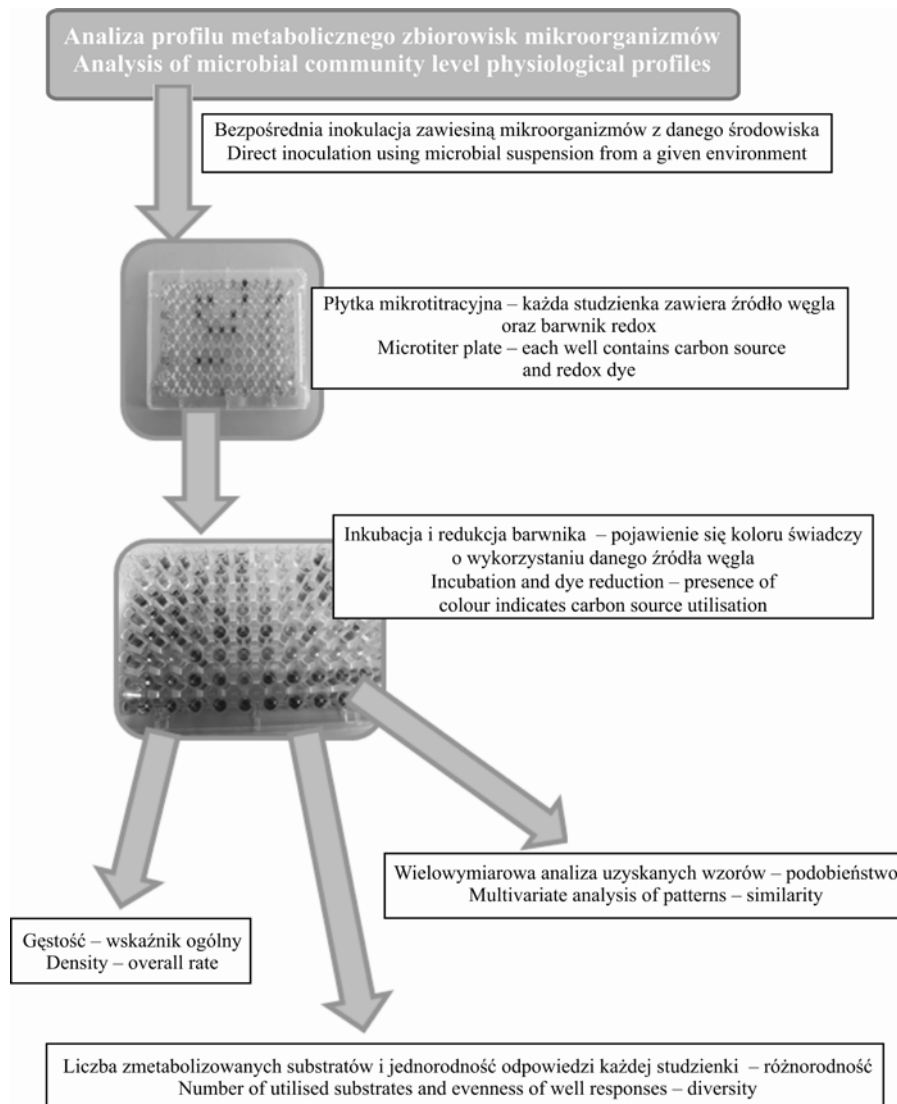 Analiza profilu metabolicznego zbiorowisk mikroorganizmów
Analysis of microbial community level physiological profiles
Bezpośrednia inokulacja zawiesiną mikroorganizmów z danego środowiska
Direct inoculation using microbial suspension from a given environment
Płytka mikrotitracyjna – każda studzienka zawiera źródło węgla
oraz barwnik redox
Microtiter plate – each well contains carbon source
and redox dye
Inkubacja i redukcja barwnika – pojawienie się koloru świadczy
o wykorzystaniu danego źródła węgla
Incubation and dye reduction – presence of
colour indicates carbon source utilisation
Wielowymiarowa analiza uzyskanych wzorów – podobieństwo
Multivariate analysis of patterns – similarity
Gęstość – wskaźnik ogólny
Density – overall rate
Liczba zmetabolizowanych substratów i jednorodność odpowiedzi każdej studzienki – różnorodność
Number of utilised substrates and evenness of well responses – diversity